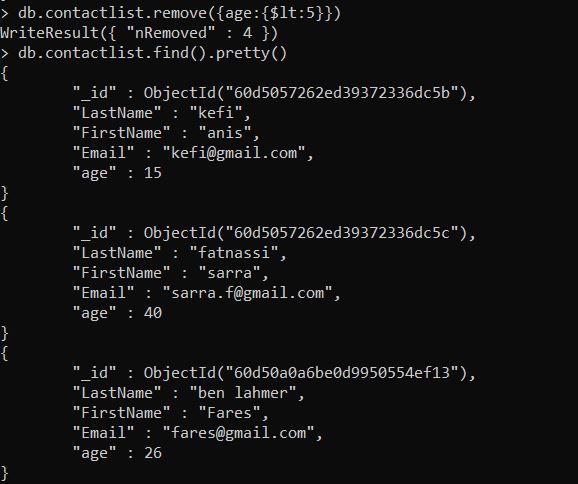 > db.contactlist.remove({age:{$lt:5}})
WriteResult({ "nRemoved" : 4 })
> db.contactlist.find().pretty()
{
        "_id" : ObjectId("60d5057262ed39372336dc5b"),
        "LastName" : "kefi",
        "FirstName" : "anis",
        "Email" : "kefi@gmail.com",
        "age" : 15
}
{
        "_id" : ObjectId("60d5057262ed39372336dc5c"),
        "LastName" : "fatnassi",
        "FirstName" : "sarra",
        "Email" : "sarra.f@gmail.com",
        "age" : 40
}
{
        "_id" : ObjectId("60d50a0a6be0d9950554ef13"),
        "LastName" : "ben lahmer",
        "FirstName" : "Fares",
        "Email" : "fares@gmail.com",
        "age" : 26
}